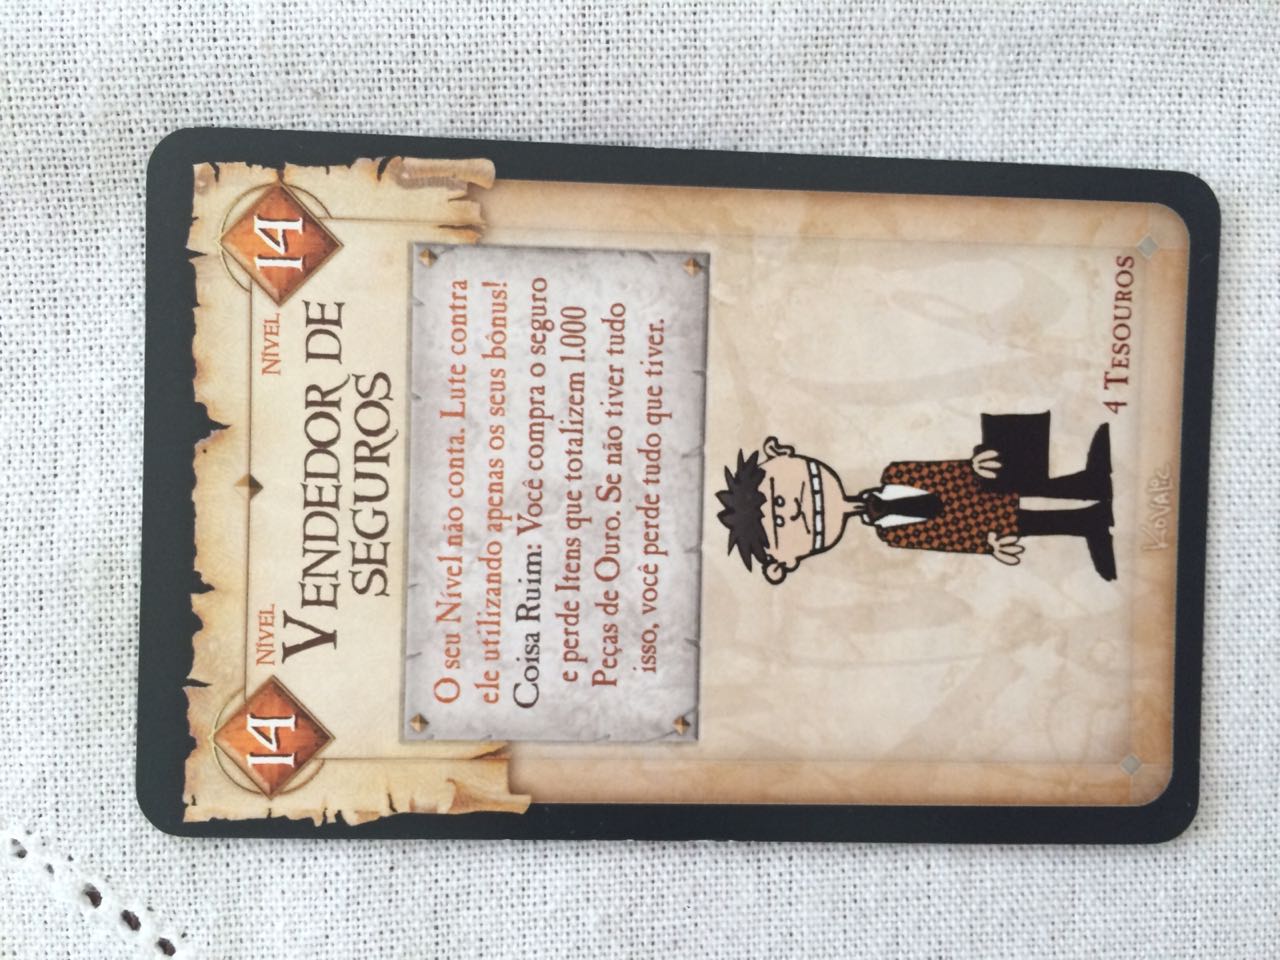 14 NÍVEL NÍVEL 14
VENDEDOR DE
SEGUROS
O seu Nível não conta. Lute contra
ele utilizando apenas os seus bônus!
Coisa Ruim: Você compra o seguro
e perde Itens que totalizem 1.000
Peças de Ouro. Se não tiver tudo
isso, você perde tudo que tiver.
4 TESOUROS
KOVALIC